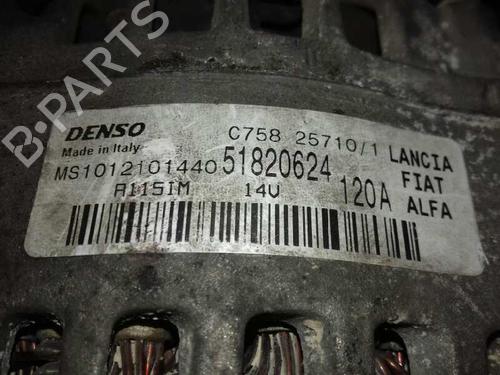 B-PARTS
DENSO
Made in Italy
C758 25710/1
LANCIA
MS1012101440
51820624
FIAT
A115IM
14V
120A
ALFA